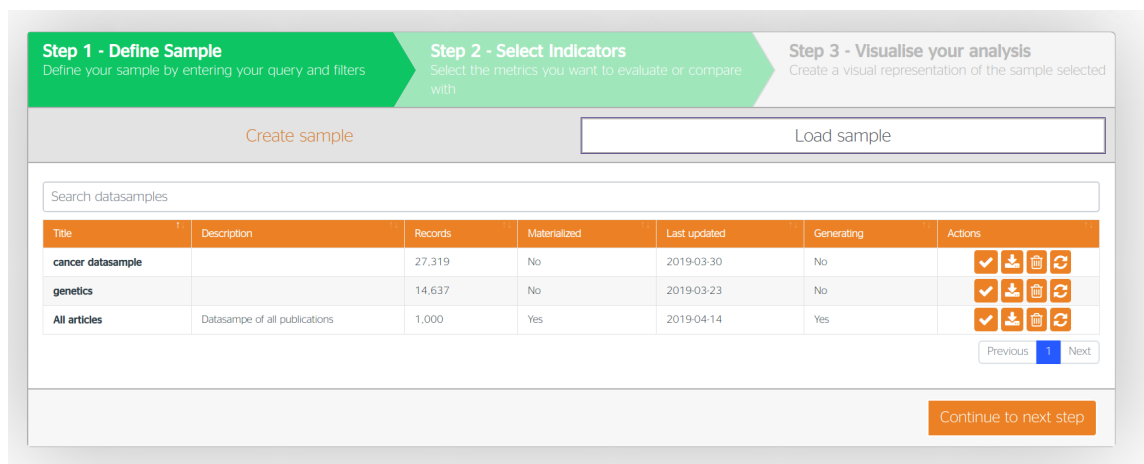 Step 1 - Define Sample
Define your sample by entering your query and filters
Step 2 - Select Indicators
Select the metrics you want to evaluate or compare
with
Step 3 - Visualise your analysis
Create a visual representation of the sample selected
Create sample
Load sample
Search datasamples
Title Description Records Materialized Last updated Generating Actions
cancer datasample 27,319 No 2019-03-30 No
genetics 14,637 No 2019-03-23 No
All articles Datasampe of all publications 1,000 Yes 2019-04-14 Yes
Previous 1 Next
Continue to next step